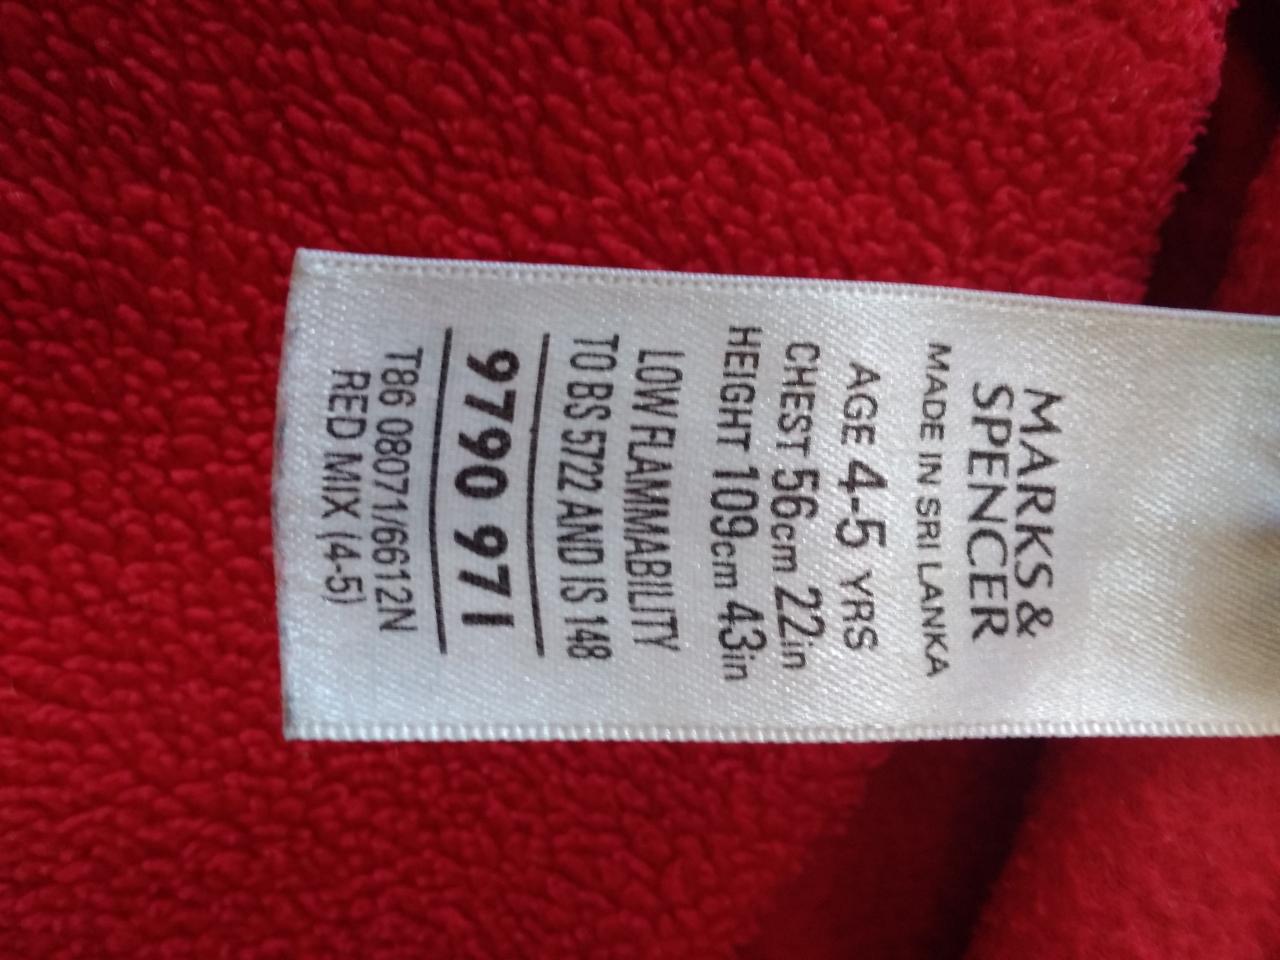 MARKS &
SPENCER
MADE IN SRI LANKA
AGE 4-5 YRS
CHEST 56cm 22in
HEIGHT 109cm 43in
LOW FLAMMABILITY
TO BS 5722 AND IS 148
9790 971
T86 08071/6612N
RED MIX (4-5)